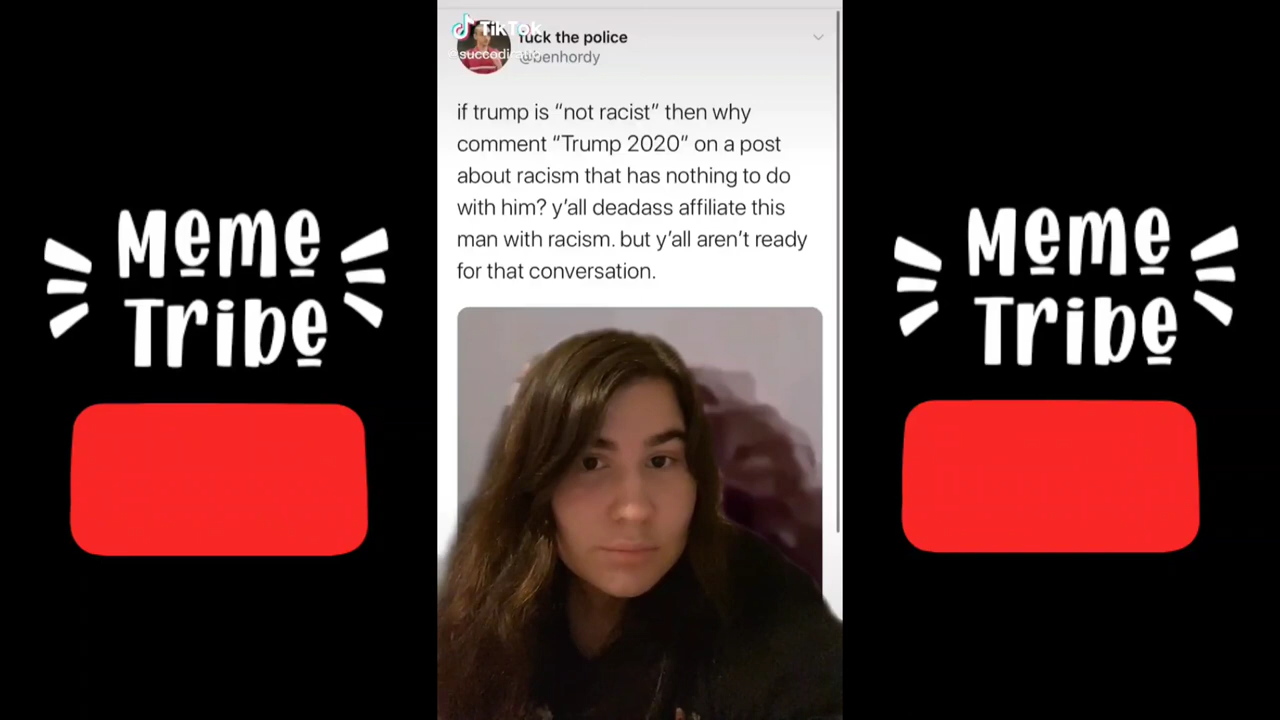 Meme
Tribe
TikTok
fuck the police
@benhordy
if trump is “not racist” then why
comment “Trump 2020” on a post
about racism that has nothing to do
with him? y’all deadass affiliate this
man with racism. but y’all aren’t ready
for that conversation.
Meme
Tribe